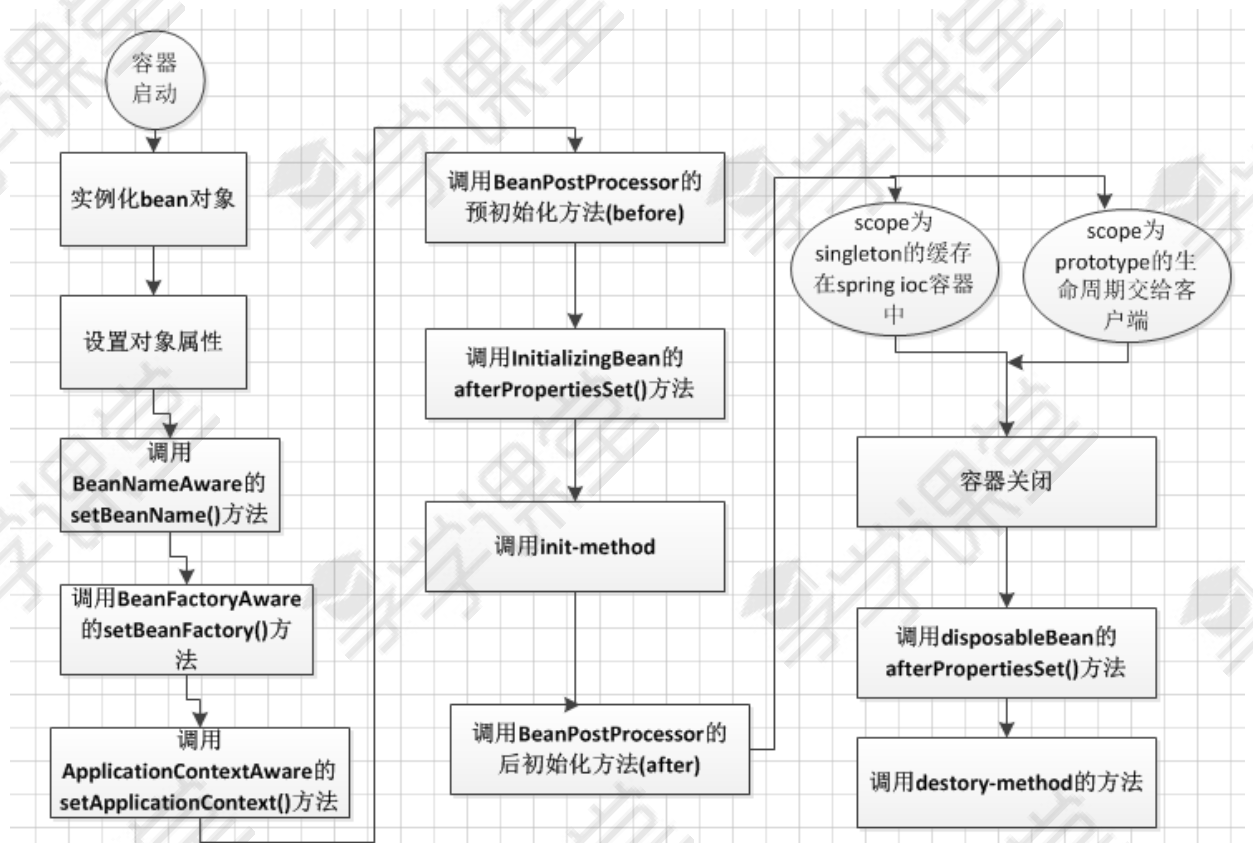 容器
启动
实例化bean对象
设置对象属性
调用
BeanNameAware的
setBeanName()方法
调用BeanFactoryAware
的setBeanFactory()方
法
调用
ApplicationContextAware的
setApplicationContext()方法
调用BeanPostProcessor的
预初始化方法(before)
调用InitializingBean的
afterPropertiesSet()方法
调用init-method
调用BeanPostProcessor的
后初始化方法(after)
scope为
singleton的缓存
在spring ioc容器
中
scope为
prototype的生
命周期交给客
户端
容器关闭
调用disposableBean的
afterPropertiesSet()方法
调用destory-method的方法